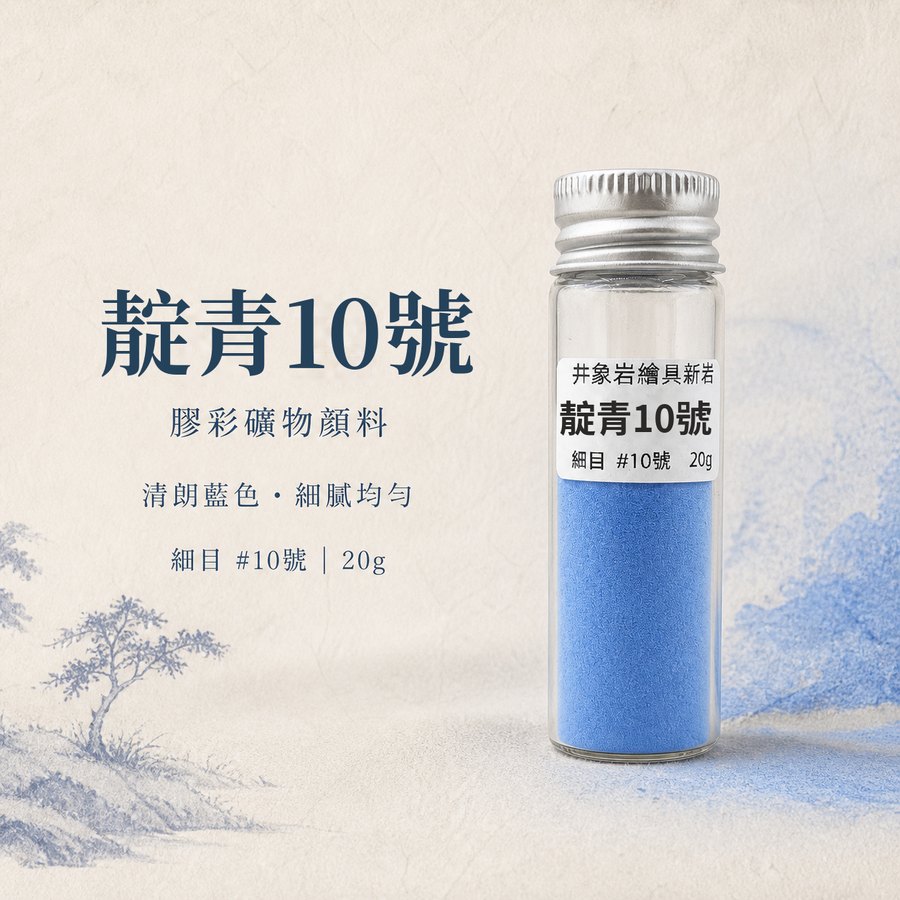 靛青10號
膠彩礦物顔料
清朗藍色・細膩均勻
細目 #10號 | 20g
井象岩繪具新岩
靛青10號
細目 #10號 20g